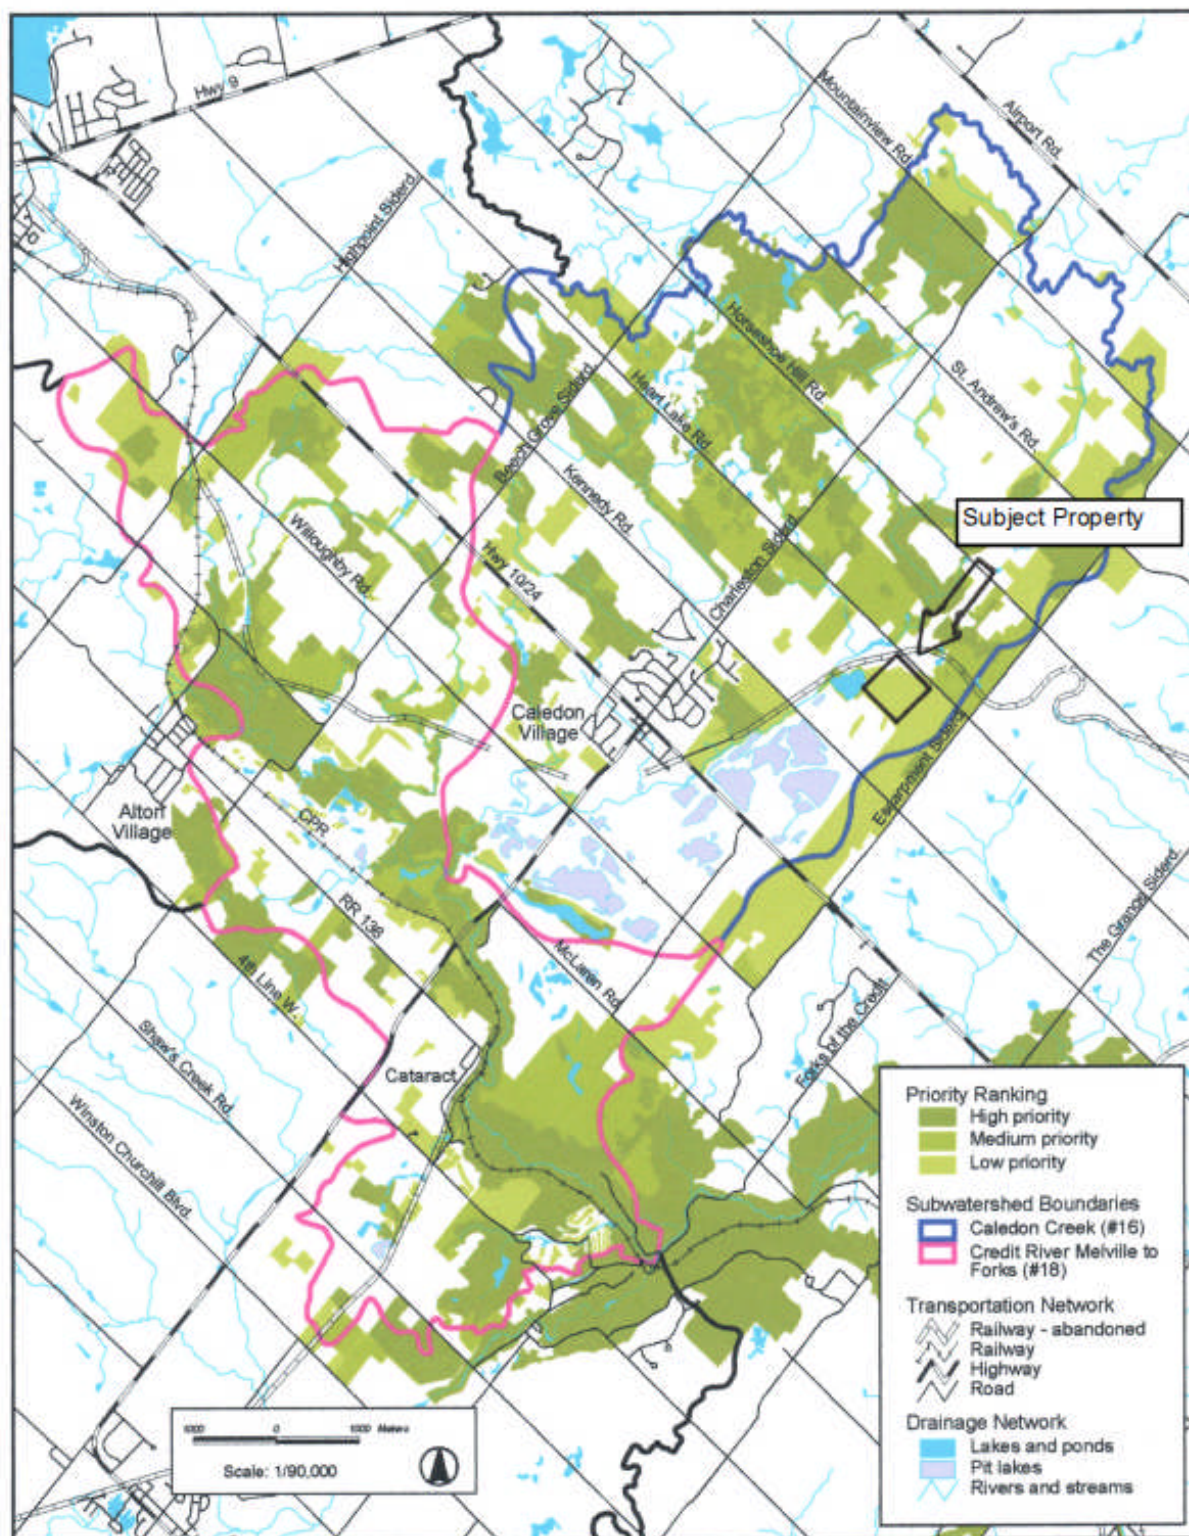 Hwy 9
Mountainview Rd.
Airport Rd.
Highpoint Siderd.
Horseshoe Hill Rd.
Heart Lake Rd.
St. Andrew's Rd.
Beech Grove Siderd.
Kennedy Rd.
Subject Property
Willoughby Rd.
Hwy 10/24
Charleston Siderd.
Caledon
Village
Escarpment Siderd.
Alton
Village
CPR
RR 136
McLaren Rd.
The Grange Siderd.
4th Line W.
Forks of the Credit
Shaw's Creek Rd.
Cataract
Winston Churchill Blvd.
Priority Ranking
High priority
Medium priority
Low priority
Subwatershed Boundaries
Caledon Creek (#16)
Credit River Melville to
Forks (#18)
Transportation Network
Railway - abandoned
Railway
Highway
Road
Drainage Network
Lakes and ponds
Pit lakes
Rivers and streams
1000 0 1000 Meters
Scale: 1/90,000